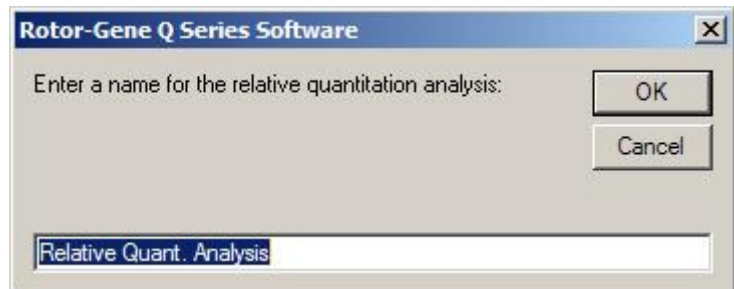 Rotor-Gene Q Series Software
Enter a name for the relative quantitation analysis:
OK
Cancel
Relative Quant. Analysis